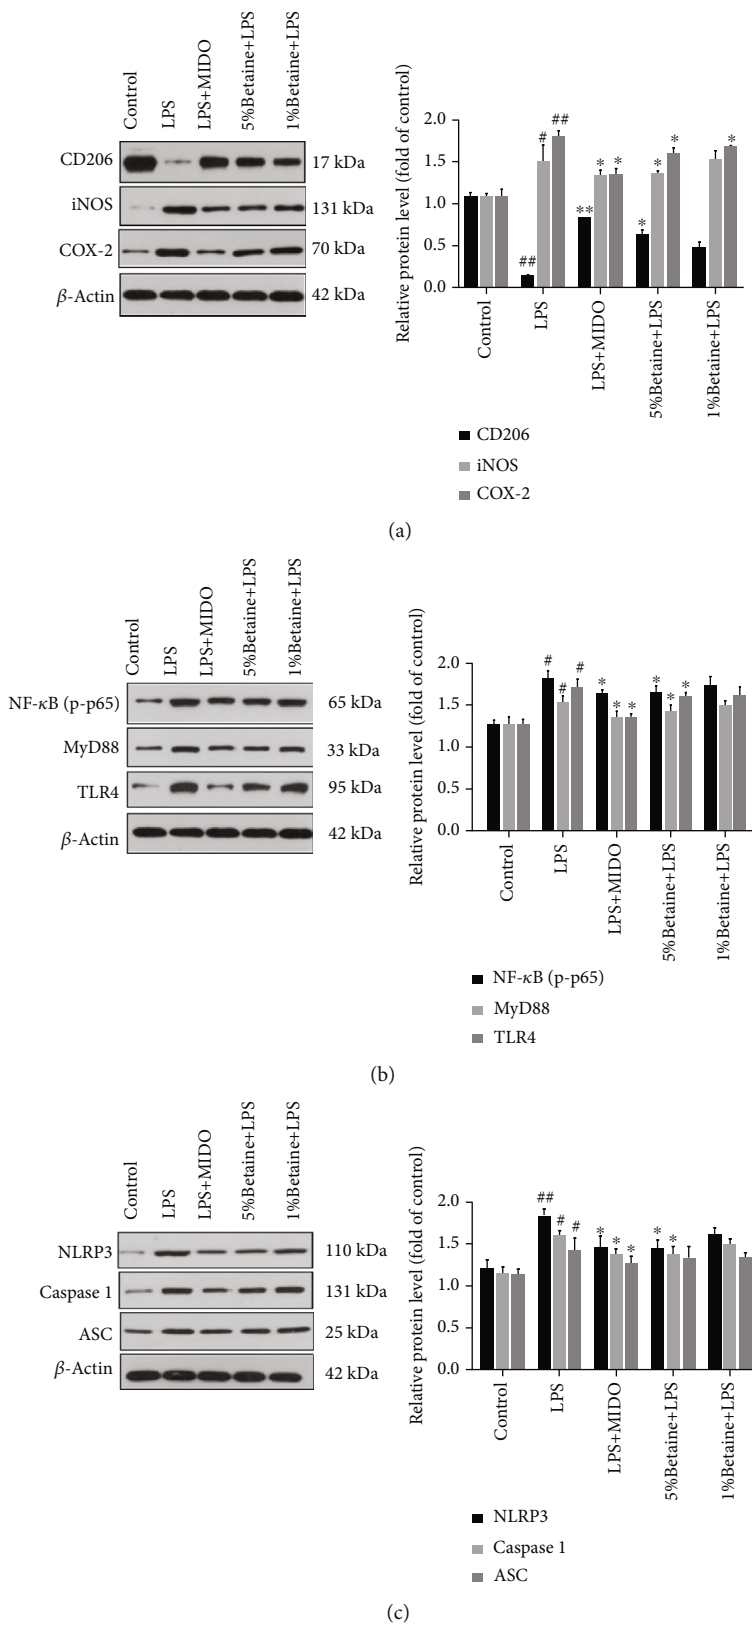 Control
LPS
LPS+MIDO
5%Betaine+LPS
1%Betaine+LPS
CD206
17 kDa
iNOS
131 kDa
COX-2
70 kDa
β-Actin
42 kDa
Relative protein level (fold of control)
2.0
1.5
1.0
0.5
0.0
##
#
##
**
*
*
*
*
*
*
Control
LPS
LPS+MIDO
5%Betaine+LPS
1%Betaine+LPS
CD206
iNOS
COX-2
(a)
Control
LPS
LPS+MIDO
5%Betaine+LPS
1%Betaine+LPS
NF-κB (p-p65)
65 kDa
MyD88
33 kDa
TLR4
95 kDa
β-Actin
42 kDa
Relative protein level (fold of control)
2.0
1.5
1.0
0.5
0.0
#
#
#
*
*
*
*
*
*
Control
LPS
LPS+MIDO
5%Betaine+LPS
1%Betaine+LPS
NF-κB (p-p65)
MyD88
TLR4
(b)
Control
LPS
LPS+MIDO
5%Betaine+LPS
1%Betaine+LPS
NLRP3
110 kDa
Caspase 1
131 kDa
ASC
25 kDa
β-Actin
42 kDa
Relative protein level (fold of control)
2.0
1.5
1.0
0.5
0.0
##
#
#
*
*
*
*
*
Control
LPS
LPS+MIDO
5%Betaine+LPS
1%Betaine+LPS
NLRP3
Caspase 1
ASC
(c)